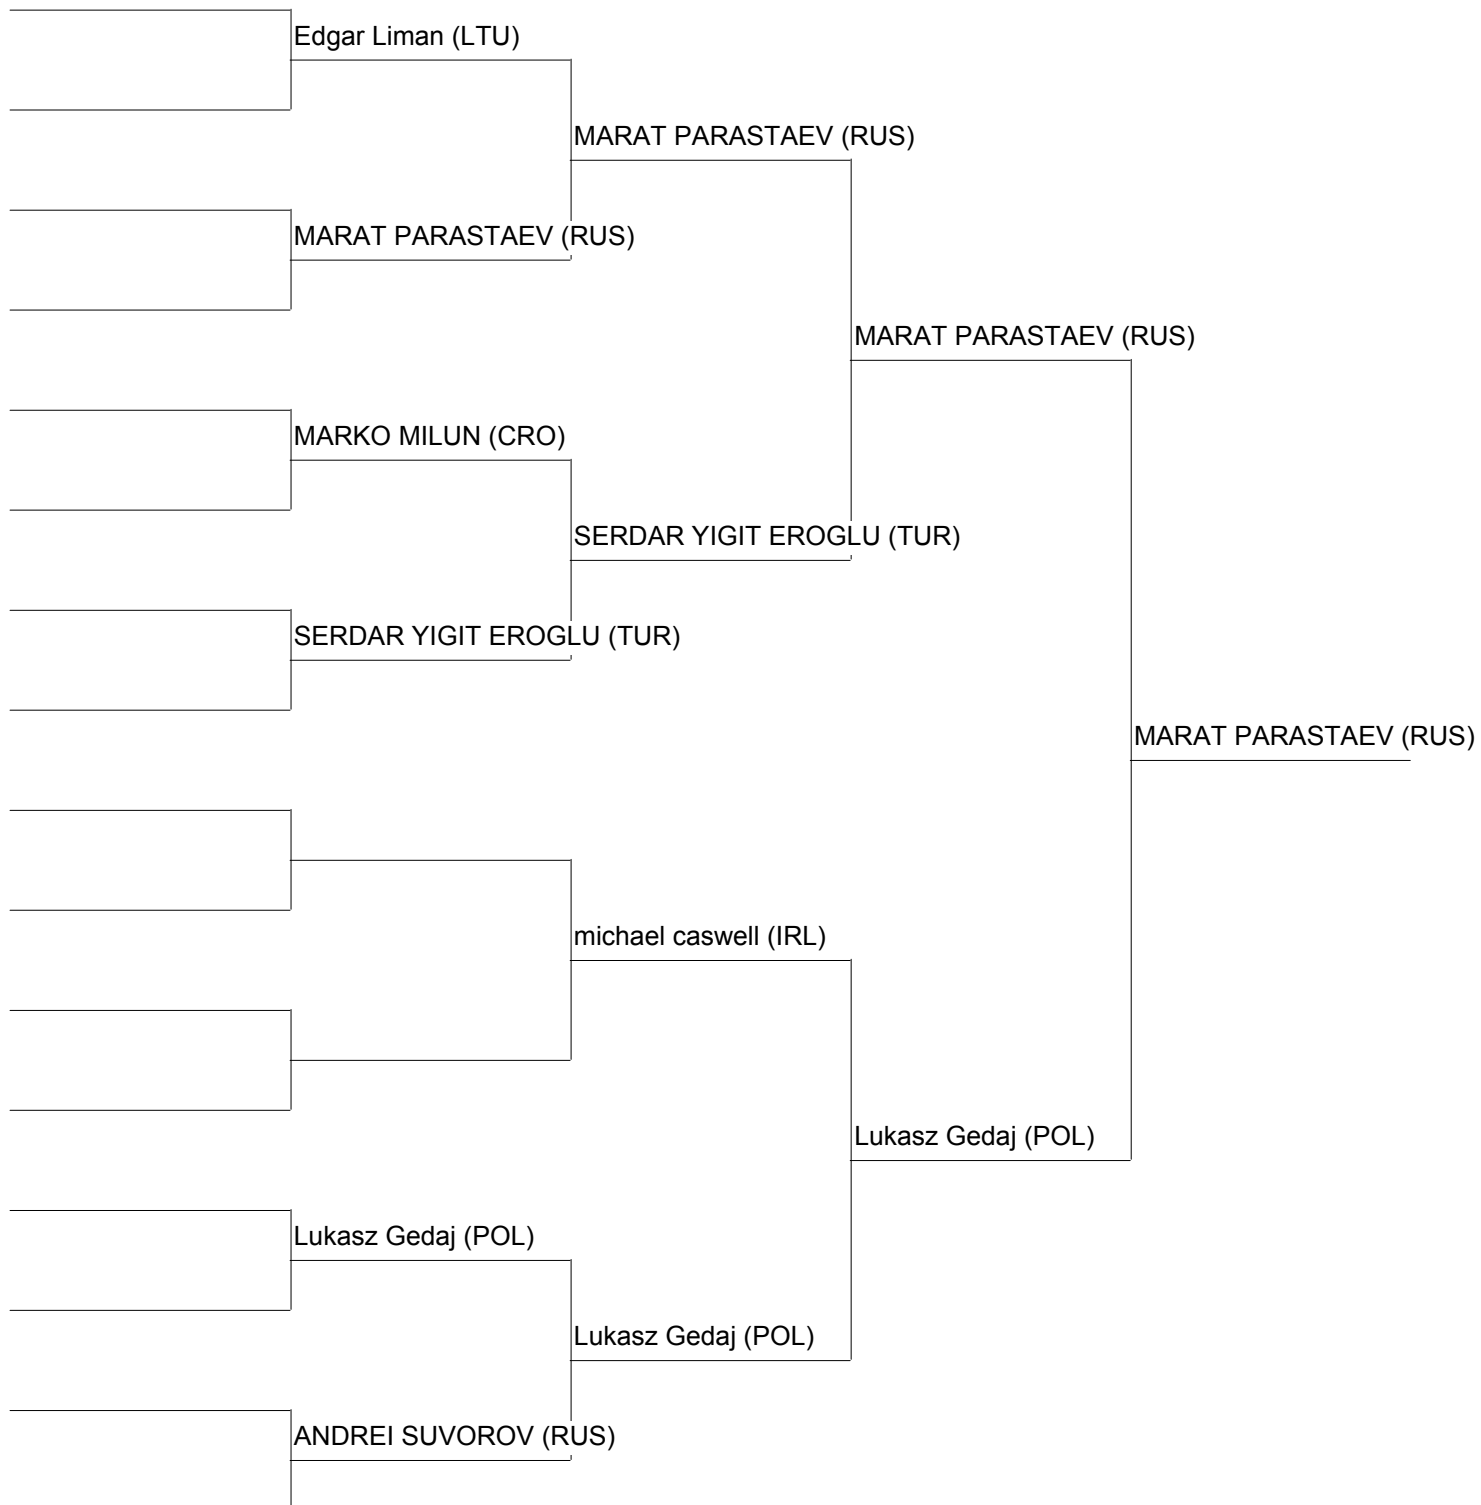 Edgar Liman (LTU)
MARAT PARASTAEV (RUS)
MARAT PARASTAEV (RUS)
MARAT PARASTAEV (RUS)
MARKO MILUN (CRO)
SERDAR YIGIT EROGLU (TUR)
SERDAR YIGIT EROGLU (TUR)
MARAT PARASTAEV (RUS)
michael caswell (IRL)
Lukasz Gedaj (POL)
Lukasz Gedaj (POL)
Lukasz Gedaj (POL)
ANDREI SUVOROV (RUS)